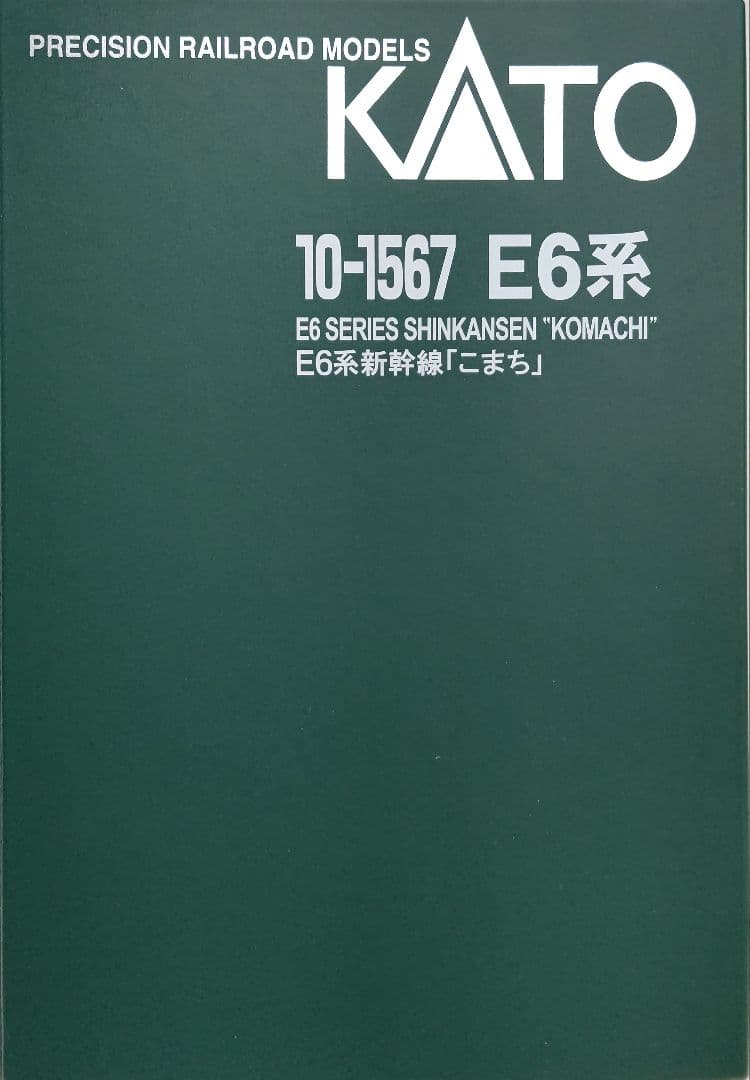 PRECISION RAILROAD MODELS
KATO
10-1567 E6系
E6 SERIES SHINKANSEN "KOMACHI"
E6系新幹線「こまち」